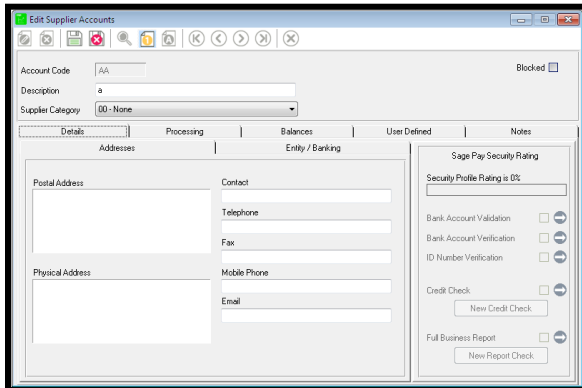 Edit Supplier Accounts
Account Code AA Blocked
Description a
Supplier Category 00 - None
Details Processing Balances User Defined Notes
Addresses Entity / Banking
Sage Pay Security Rating
Postal Address Contact Security Profile Rating is 0%
Telephone
Bank Account Validation
Fax Bank Account Verification
ID Number Verification
Physical Address Mobile Phone
Credit Check
Email
New Credit Check
Full Business Report
New Report Check